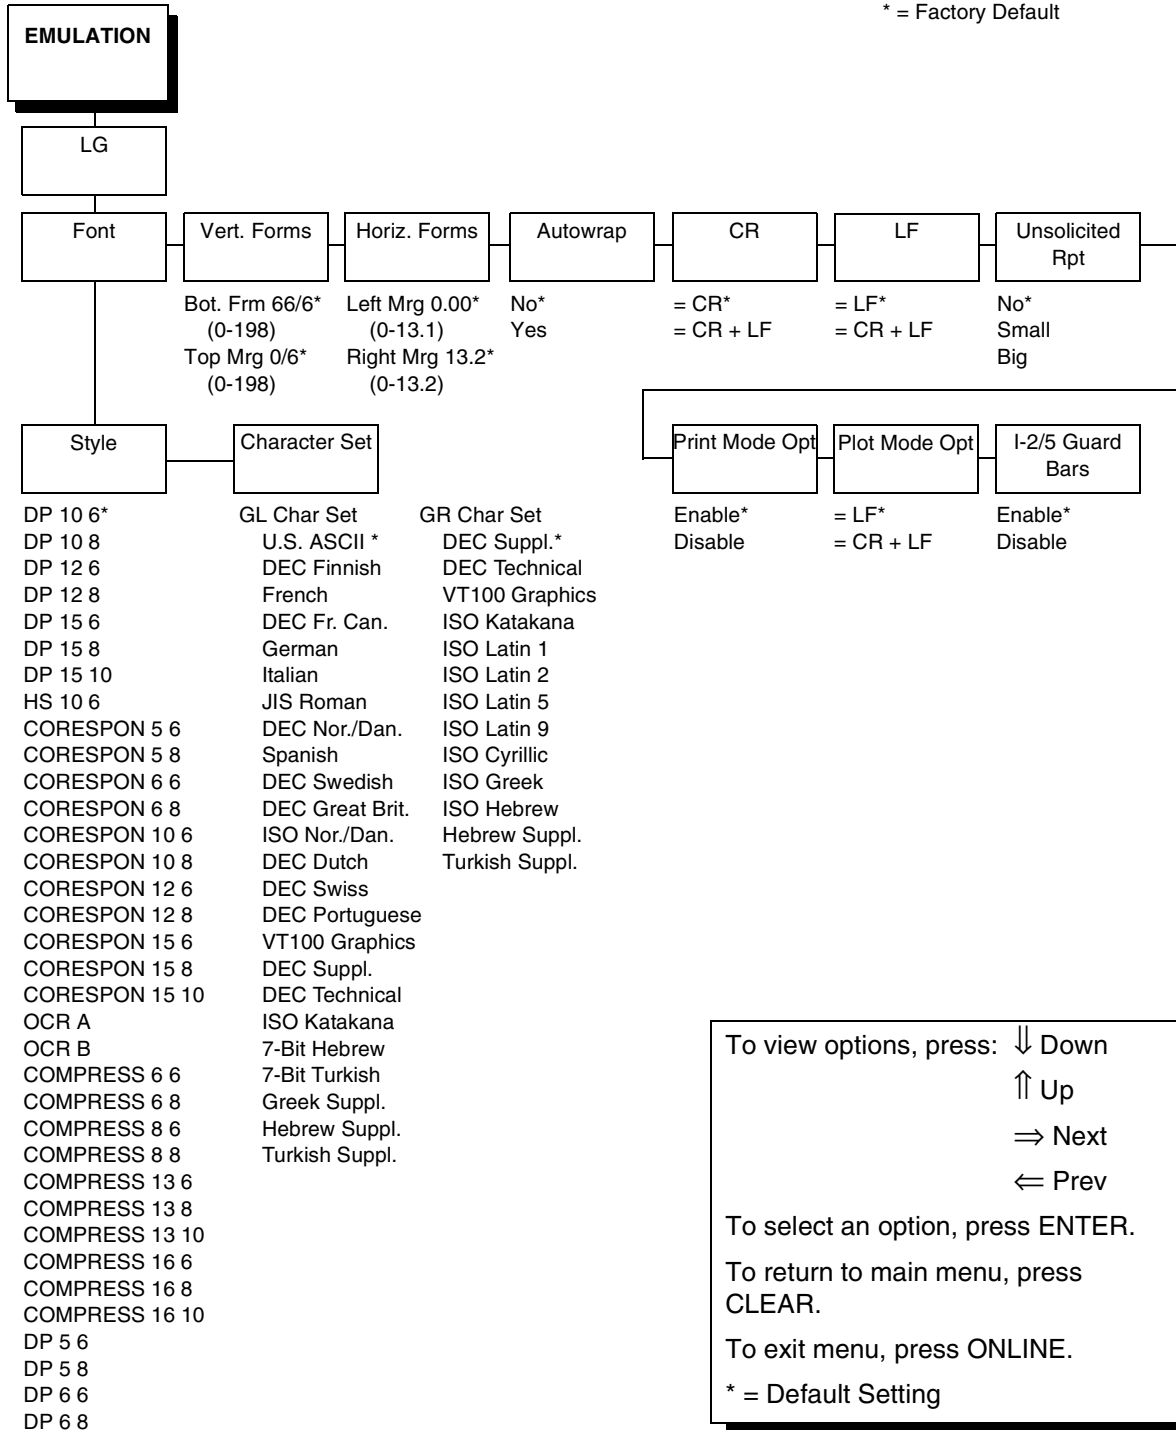 * = Factory Default
EMULATION
LG
Font
Vert. Forms
Horiz. Forms
Autowrap
CR
LF
Unsolicited
Rpt
Bot. Frm 66/6*
(0-198)
Top Mrg 0/6*
(0-198)
Left Mrg 0.00*
(0-13.1)
Right Mrg 13.2*
(0-13.2)
No*
Yes
= CR*
= CR + LF
= LF*
= CR + LF
No*
Small
Big
Style
Character Set
Print Mode Opt
Plot Mode Opt
I-2/5 Guard
Bars
DP 10 6*
DP 10 8
DP 12 6
DP 12 8
DP 15 6
DP 15 8
DP 15 10
HS 10 6
CORESPON 5 6
CORESPON 5 8
CORESPON 6 6
CORESPON 6 8
CORESPON 10 6
CORESPON 10 8
CORESPON 12 6
CORESPON 12 8
CORESPON 15 6
CORESPON 15 8
CORESPON 15 10
OCR A
OCR B
COMPRESS 6 6
COMPRESS 6 8
COMPRESS 8 6
COMPRESS 8 8
COMPRESS 13 6
COMPRESS 13 8
COMPRESS 13 10
COMPRESS 16 6
COMPRESS 16 8
COMPRESS 16 10
DP 5 6
DP 5 8
DP 6 6
DP 6 8
GL Char Set
U.S. ASCII *
DEC Finnish
French
DEC Fr. Can.
German
Italian
JIS Roman
DEC Nor./Dan.
Spanish
DEC Swedish
DEC Great Brit.
ISO Nor./Dan.
DEC Dutch
DEC Swiss
DEC Portuguese
VT100 Graphics
DEC Suppl.
DEC Technical
ISO Katakana
7-Bit Hebrew
7-Bit Turkish
Greek Suppl.
Hebrew Suppl.
Turkish Suppl.
GR Char Set
DEC Suppl.*
DEC Technical
VT100 Graphics
ISO Katakana
ISO Latin 1
ISO Latin 2
ISO Latin 5
ISO Latin 9
ISO Cyrillic
ISO Greek
ISO Hebrew
Hebrew Suppl.
Turkish Suppl.
Enable*
Disable
= LF*
= CR + LF
Enable*
Disable
To view options, press: ⇓ Down
⇑ Up
⇒ Next
⇐ Prev
To select an option, press ENTER.
To return to main menu, press
CLEAR.
To exit menu, press ONLINE.
* = Default Setting